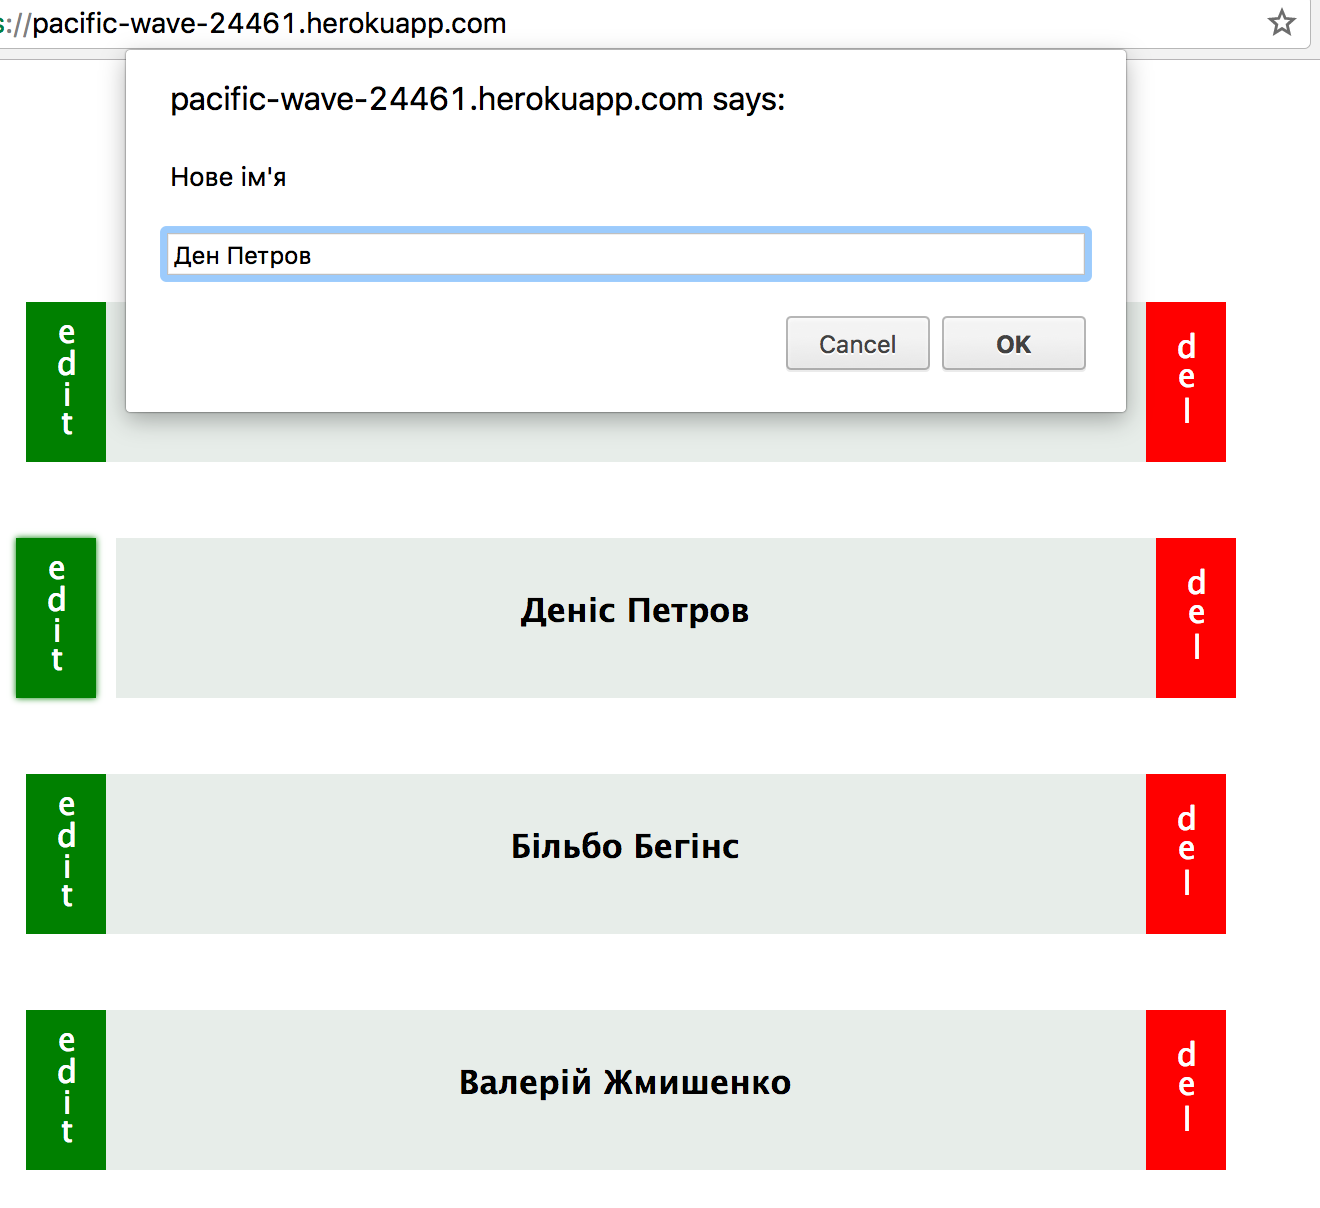 s://pacific-wave-24461.herokuapp.com
pacific-wave-24461.herokuapp.com says:
Нове ім'я
Ден Петров
Cancel
OK
edit
del
edit
Деніс Петров
del
edit
Більбо Бегінс
del
edit
Валерій Жмишенко
del